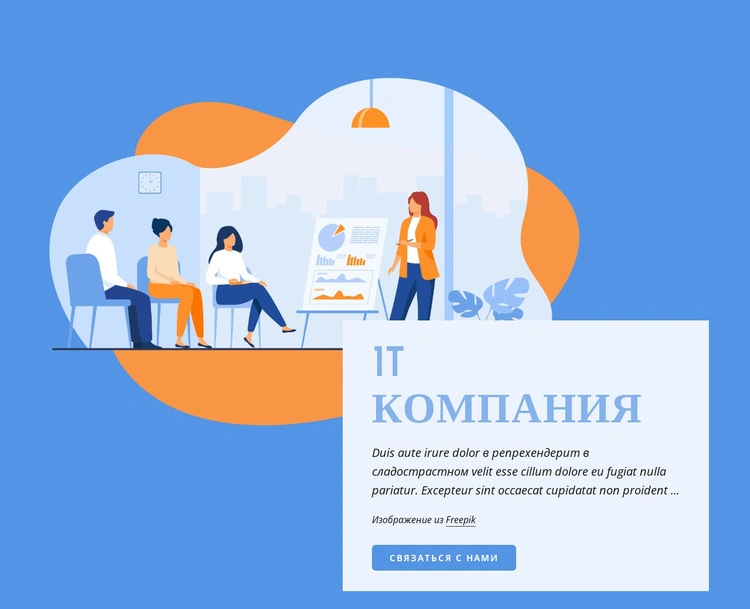 IT
КОМПАНИЯ
Duis aute irure dolor в репрехендерит в
сладострастном velit esse cillum dolore eu fugiat nulla
pariatur. Excepteur sint occaecat cupidatat non proident ...
Изображение из Freepik
СВЯЗАТЬСЯ С НАМИ